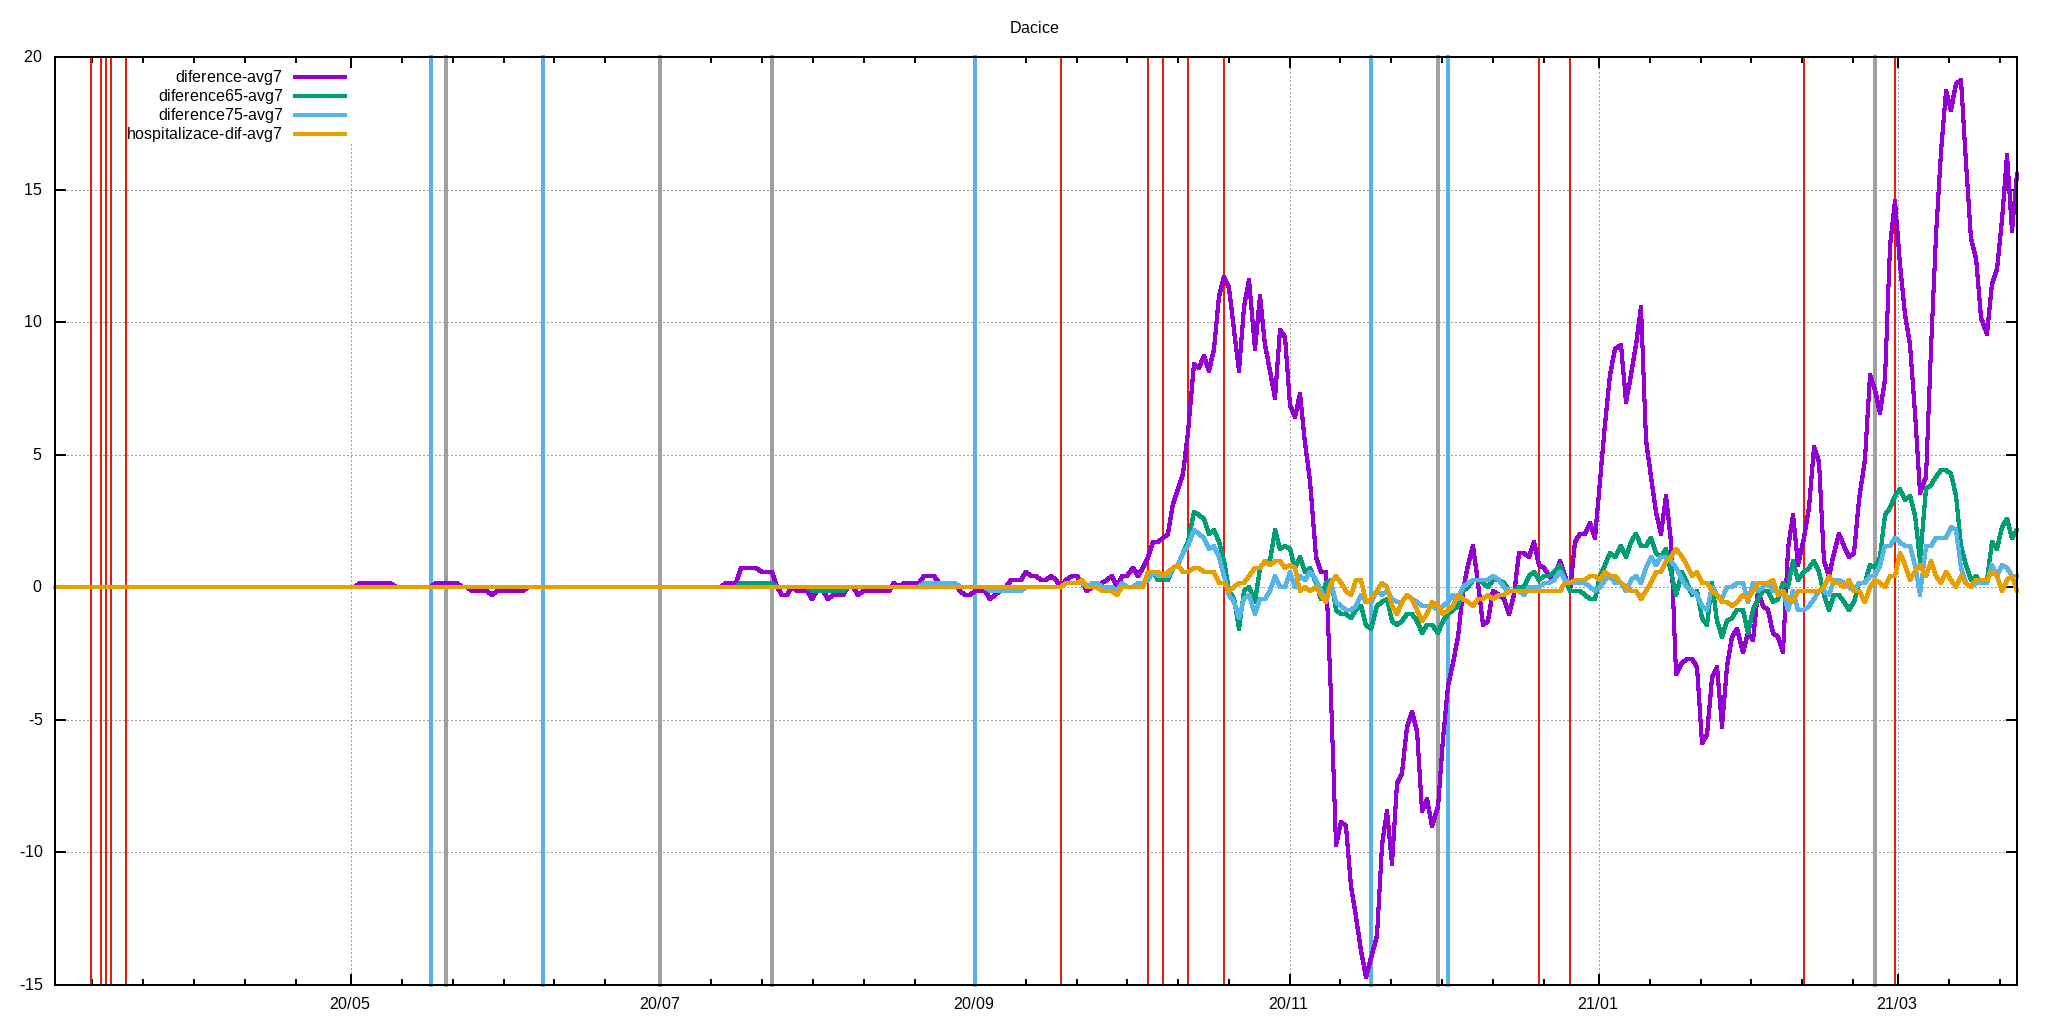 Dacice
20
diference-avg7
diference65-avg7
diference75-avg7
hospitalizace-dif-avg7
15
10
5
0
-5
-10
-15
20/05 20/07 20/09 20/11 21/01 21/03